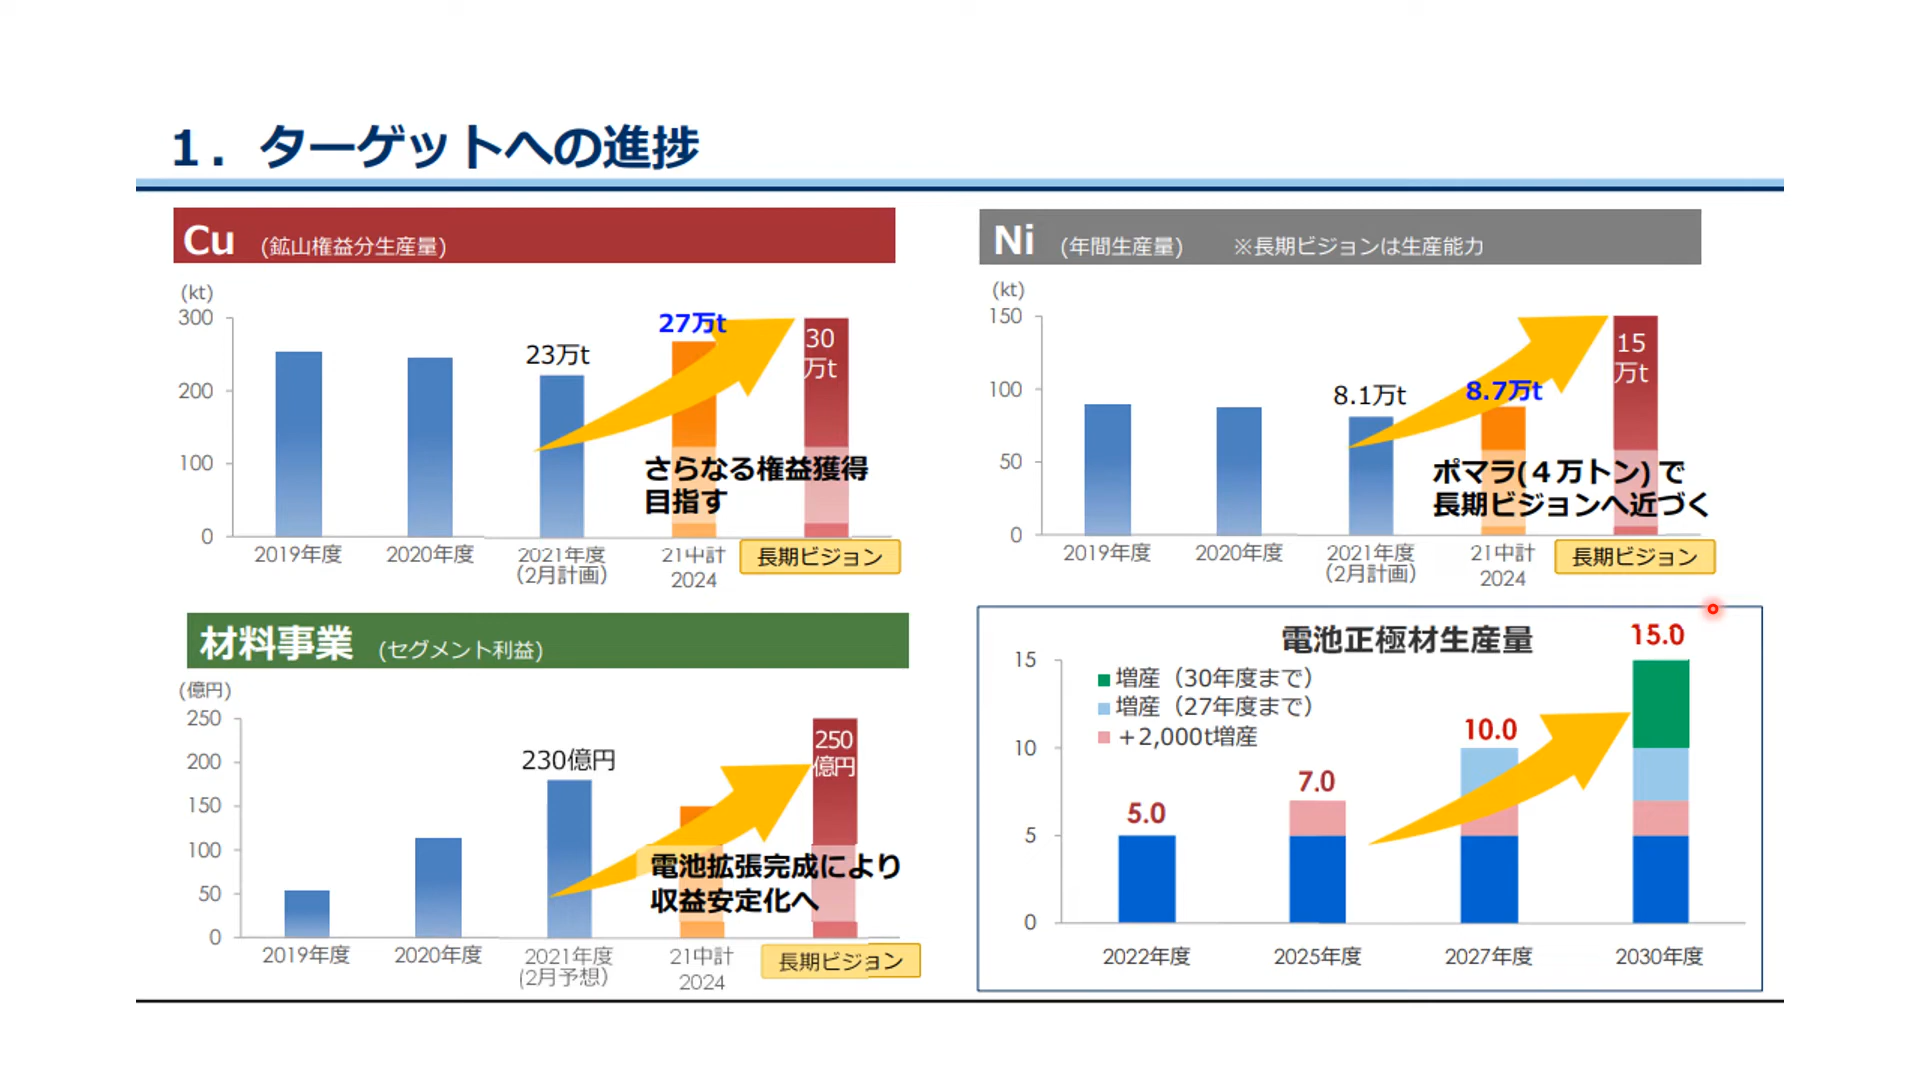 1．ターゲットへの進捗
Cu (鉱山権益分生産量)
(kt)
300
200
100
0
23万t
27万t
30
万t
さらなる権益獲得
目指す
2019年度
2020年度
2021年度
(2月計画)
21中計
2024
長期ビジョン
Ni (年間生産量) ※長期ビジョンは生産能力
(kt)
150
100
50
0
8.1万t
8.7万t
15
万t
ポマラ(４万トン) で
長期ビジョンへ近づく
2019年度
2020年度
2021年度
(2月計画)
21中計
2024
長期ビジョン
材料事業 (セグメント利益)
(億円)
250
200
150
100
50
0
230億円
250
億円
電池拡張完成により
収益安定化へ
2019年度
2020年度
2021年度
(2月予想)
21中計
2024
長期ビジョン
電池正極材生産量
増産（30年度まで）
増産（27年度まで）
＋2,000t増産
15
10
5
0
5.0
7.0
10.0
15.0
2022年度
2025年度
2027年度
2030年度